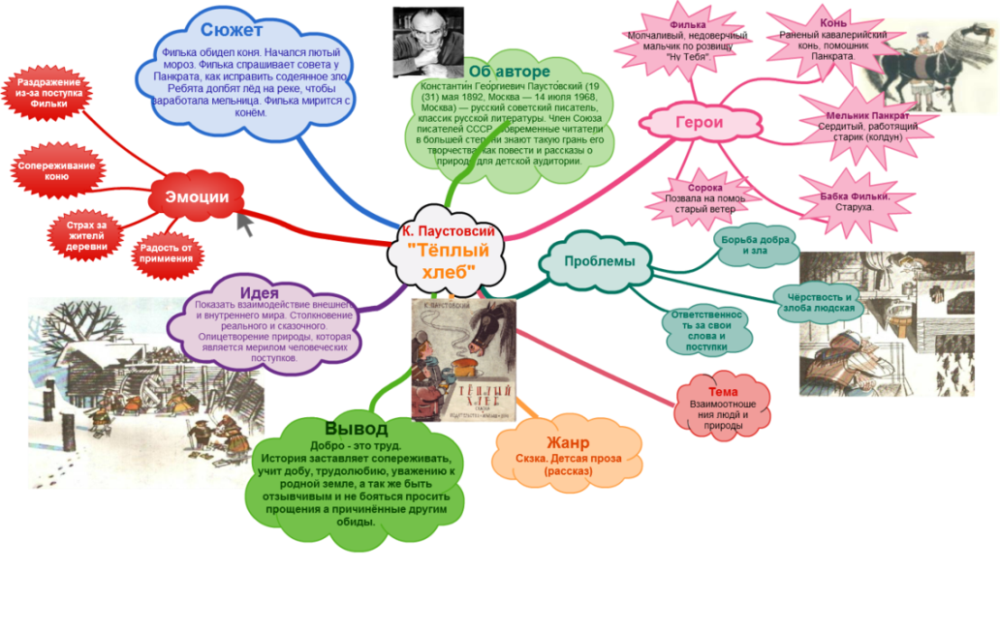 Сюжет
Филька обидел коня. Начался лютый
мороз. Филька спрашивает совета у
Панкрата, как исправить содеянное зло.
Ребята долбят лёд на реке, чтобы
заработала мельница. Филька мирится с
конём.
Об авторе
Константин Георгиевич Паустовский (19
(31) мая 1892, Москва — 14 июля 1968,
Москва) — русский советский писатель,
классик русской литературы. Член Союза
писателей СССР. Современные читатели
в большей степени знают такую грань его
творчества, как повести и рассказы о
природе для детской аудитории.
Филька
Молчаливый, недоверчивый
мальчик по розвищу
"Ну Тебя".
Конь
Раненый кавалерийский
конь, помошник
Панкрата.
Герои
Мельник Панкрат
Сердитый, работящий
старик (колдун)
Сорока
Позвала на помоь
старый ветер
Бабка Фильки.
Старуха.
Раздражение
из-за поступка
Фильки
Сопереживание
коню
Эмоции
Страх за
жителй
деревни
Радость от
примиения
К. Паустовсий
"Тёплый
хлеб"
Проблемы
Борьба добра
и зла
Чёрствость и
злоба людская
Ответственнос
ть за свои
слова и
поступки
Идея
Показать взаимодействие внешнего
и внутреннего мира. Столкновение
реального и сказочного.
Олицетворение природы, которая
является мерилом человеческих
поступков.
К. ПАУСТОВСКИЙ
ТЁПЛЫЙ
ХЛЕБ
Тема
Взаимоотноше
ния людй и
природы
Вывод
Добро - это труд.
История заставляет сопереживать,
учит добу, трудолюбию, уважению к
родной земле, а так же быть
отзывчивым и не бояться просить
прощения а причинённые другим
обиды.
Жанр
Скзка. Детсая проза
(рассказ)